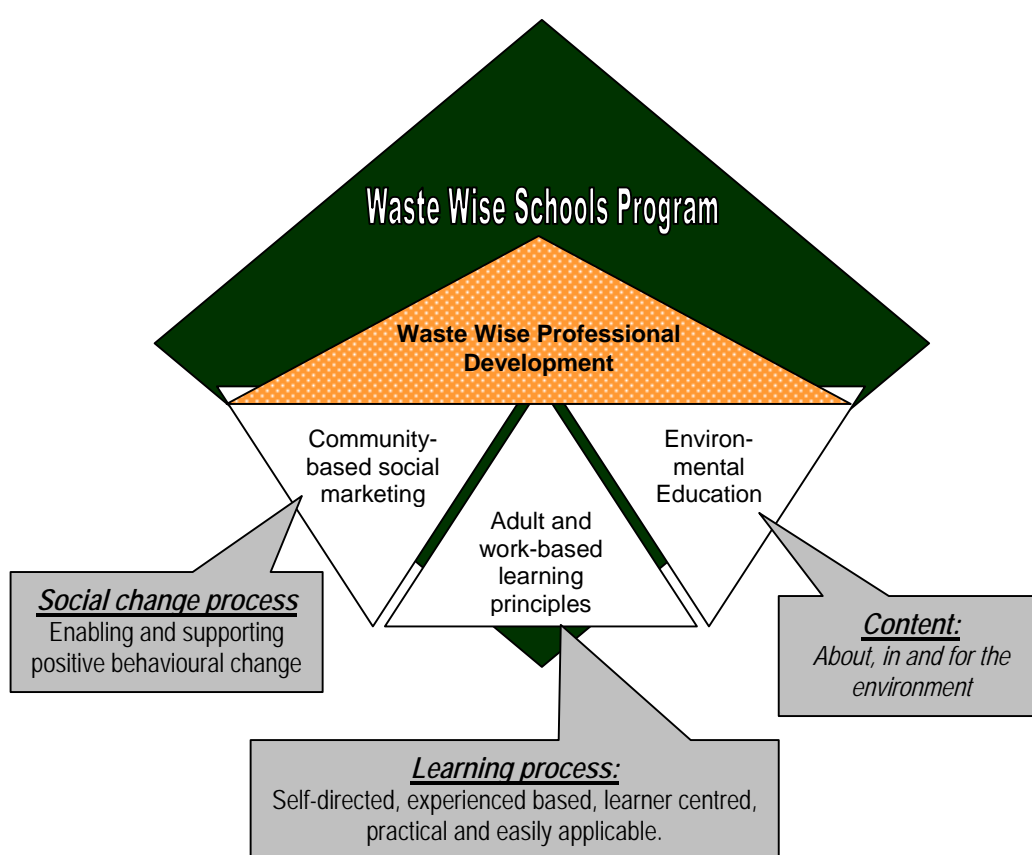 Waste Wise Schools Program
Waste Wise Professional
Development
Community-
based social
marketing
Environ-
mental
Education
Adult and
work-based
learning
principles
Social change process
Enabling and supporting
positive behavioural change
Content:
About, in and for the
environment
Learning process:
Self-directed, experienced based, learner centred,
practical and easily applicable.